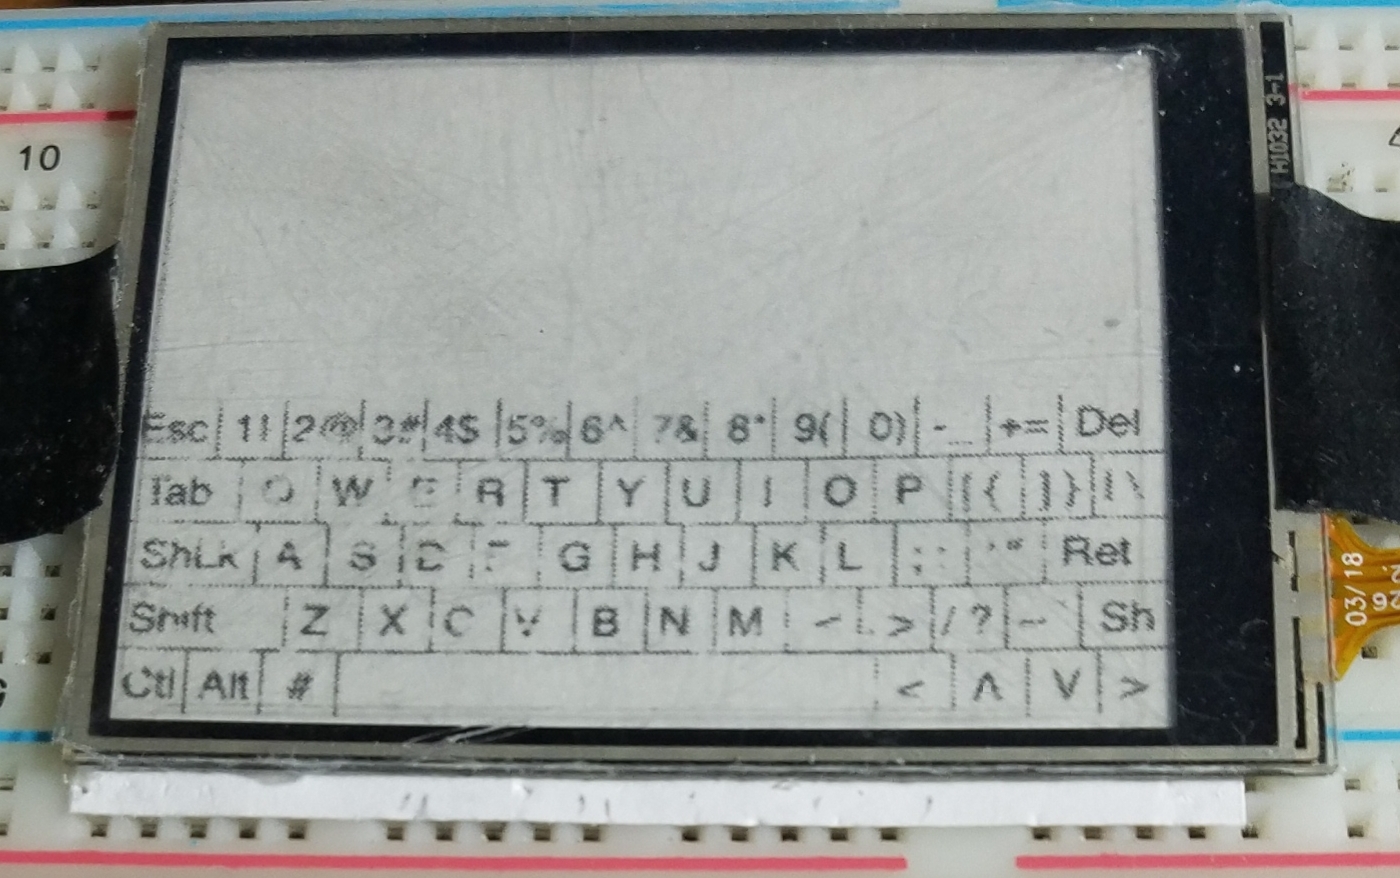 10
H1032 3-1
Esc 1! 2@ 3# 4$ 5% 6^ 7& 8* 9( 0) -_ += Del
Tab Q W E R T Y U I O P [{ ]} |\
ShLk A S D F G H J K L ;: '" Ret
Shift Z X C V B N M > /? Sh
Ctl Alt # < ∧ ∨ >
03/18